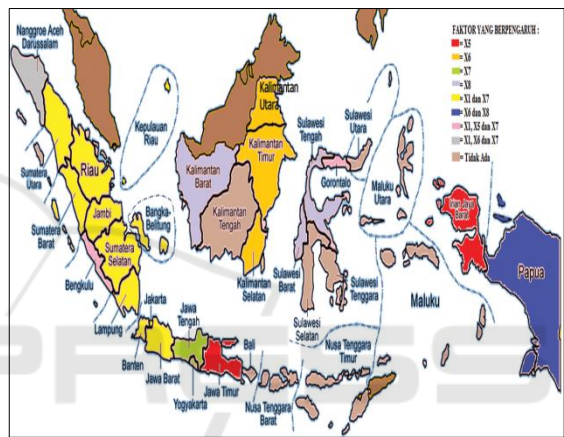 FAKTOR YANG BERPENGARUH :
= X5
= X6
= X7
= X8
= X1 dan X7
= X6 dan X8
= X1, X5 dan X7
= X1, X6 dan X7
= Tidak Ada
Nanggroe Aceh
Darussalam
Sumatera
Utara
Kepulauan
Riau
Riau
Jambi
Sumatera
Barat
Bangka-
Belitung
Sumatera
Selatan
Bengkulu
Lampung
Jakarta
Banten
Jawa Barat
Jawa
Tengah
Yogyakarta
Jawa Timur
Bali
Nusa Tenggara
Barat
Nusa Tenggara
Timur
Kalimantan
Utara
Kalimantan
Timur
Kalimantan
Barat
Kalimantan
Tengah
Kalimantan
Selatan
Sulawesi
Tengah
Sulawesi
Utara
Gorontalo
Sulawesi
Barat
Sulawesi
Selatan
Sulawesi
Tenggara
Maluku
Utara
Maluku
Irian Jaya
Barat
Papua